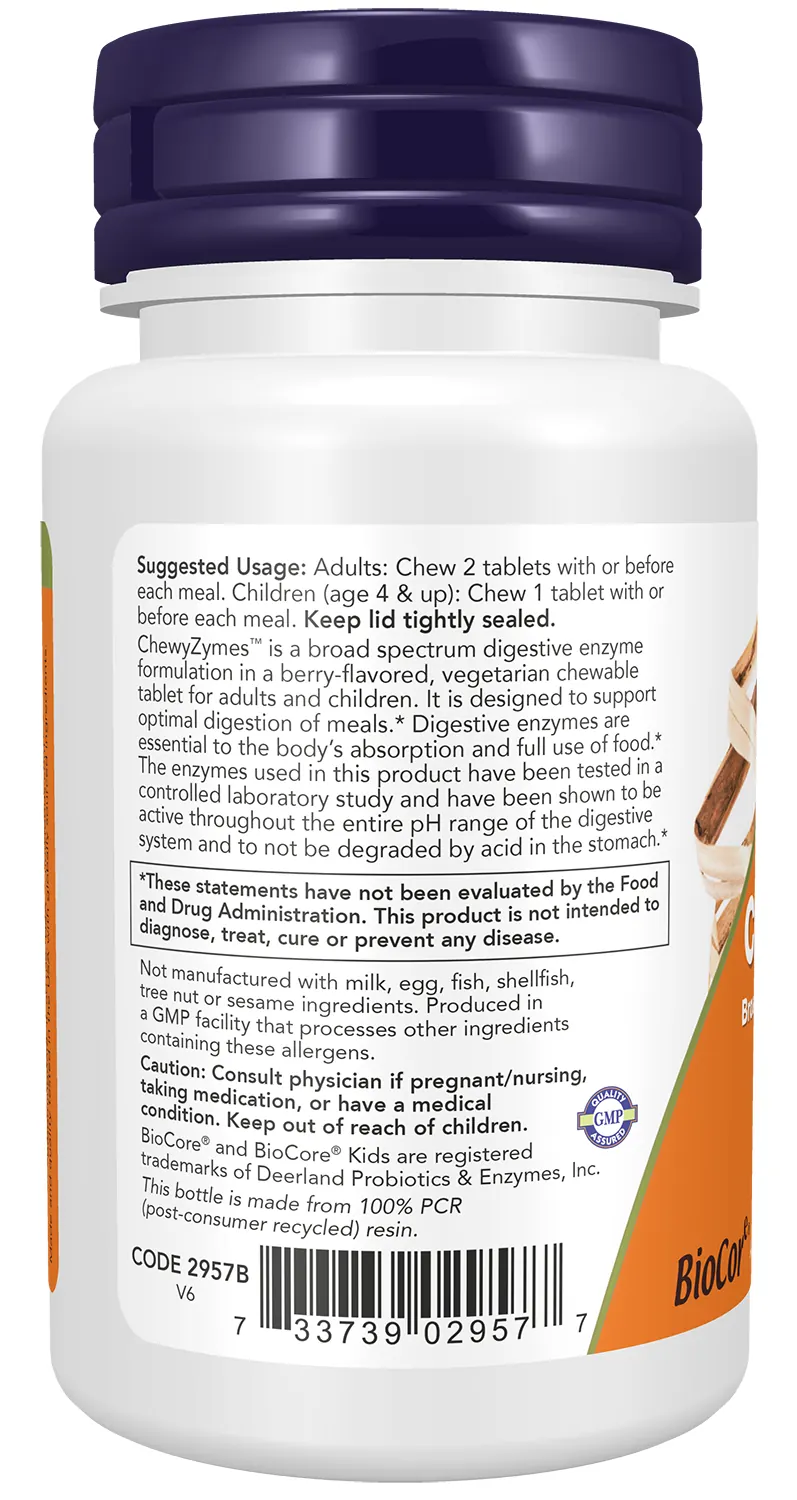 Suggested Usage: Adults: Chew 2 tablets with or before
each meal. Children (age 4 & up): Chew 1 tablet with or
before each meal. Keep lid tightly sealed.
ChewyZymes™ is a broad spectrum digestive enzyme
formulation in a berry-flavored, vegetarian chewable
tablet for adults and children. It is designed to support
optimal digestion of meals.* Digestive enzymes are
essential to the body's absorption and full use of food.*
The enzymes used in this product have been tested in a
controlled laboratory study and have been shown to be
active throughout the entire pH range of the digestive
system and to not be degraded by acid in the stomach.*
*These statements have not been evaluated by the Food
and Drug Administration. This product is not intended to
diagnose, treat, cure or prevent any disease.
Not manufactured with milk, egg, fish, shellfish,
tree nut or sesame ingredients. Produced in
a GMP facility that processes other ingredients
containing these allergens.
Caution: Consult physician if pregnant/nursing,
taking medication, or have a medical
condition. Keep out of reach of children.
QUALITY
GMP
ASSURED
BioCore® and BioCore® Kids are registered
trademarks of Deerland Probiotics & Enzymes, Inc.
This bottle is made from 100% PCR
(post-consumer recycled) resin.
CODE 2957B
V6
7 33739 02957 7
C
Bro
BioCor